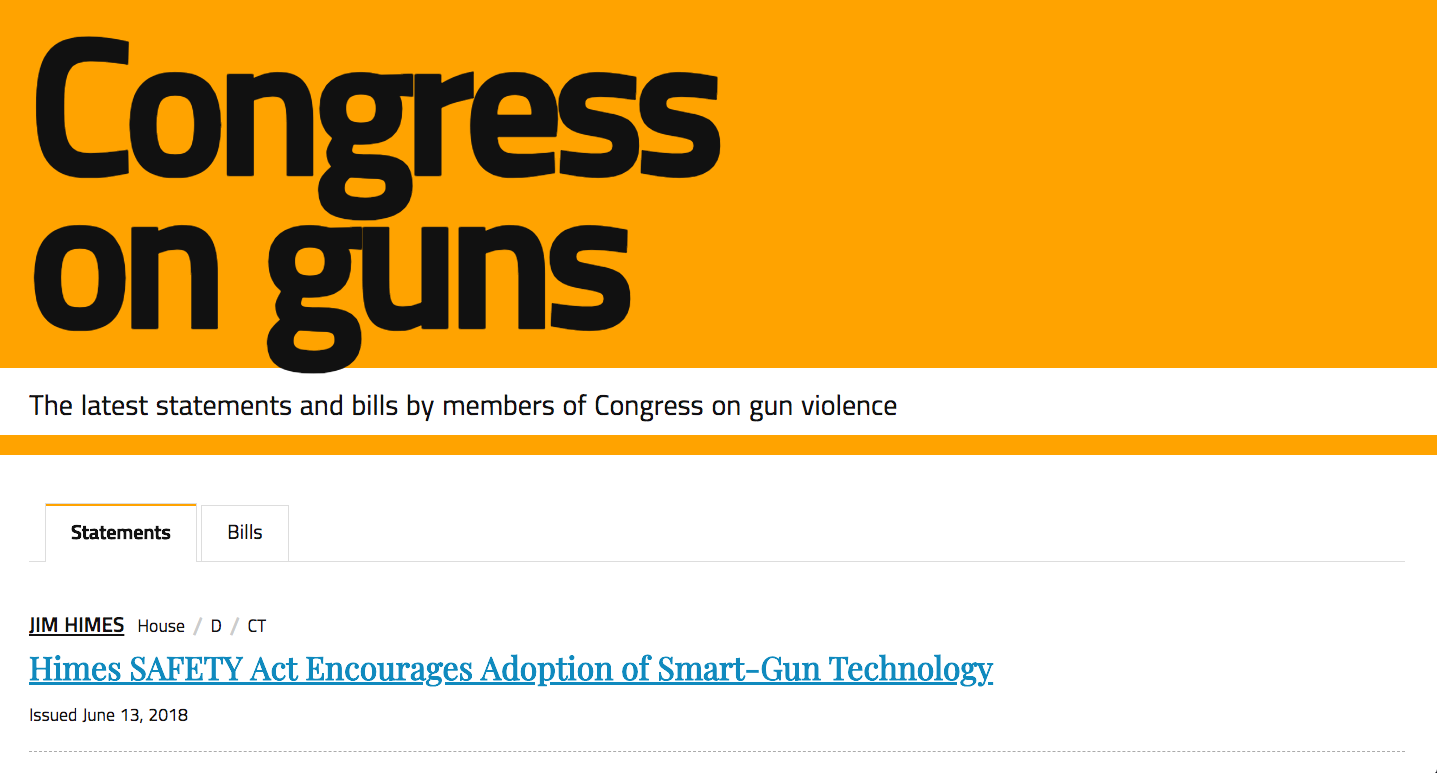 Congress
on guns
The latest statements and bills by members of Congress on gun violence
Statements Bills
JIM HIMES House / D / CT
Himes SAFETY Act Encourages Adoption of Smart-Gun Technology
Issued June 13, 2018